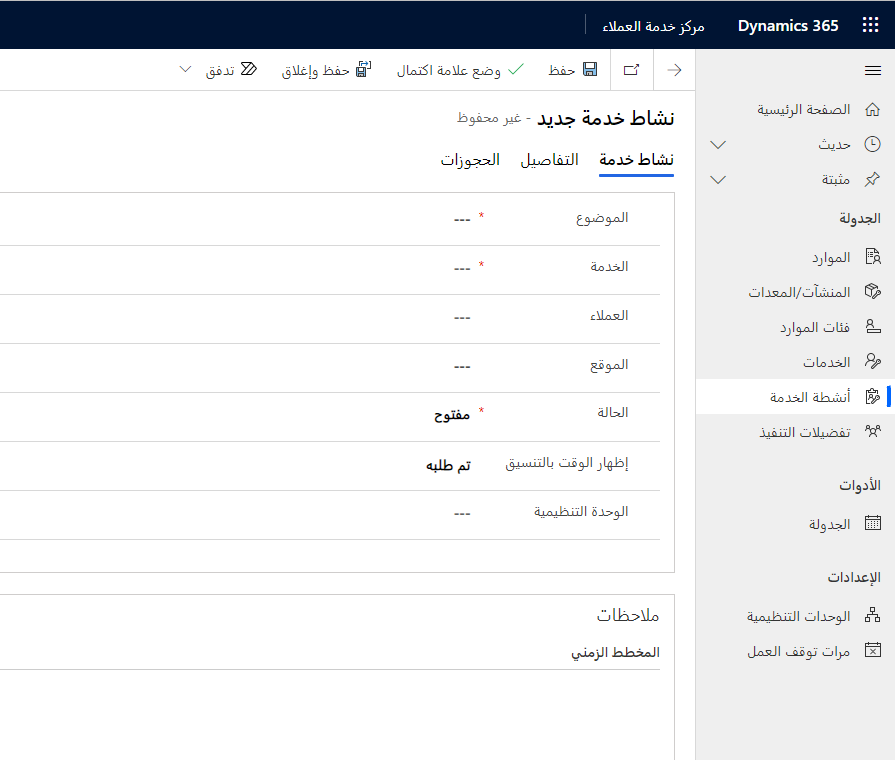 Dynamics 365
مركز خدمة العملاء
حفظ
وضع علامة اكتمال
حفظ وإغلاق
تدفق
نشاط خدمة جديد - غير محفوظ
نشاط خدمة
التفاصيل
الحجوزات
الموضوع * ---
الخدمة * ---
العملاء ---
الموقع ---
الحالة * مفتوح
إظهار الوقت بالتنسيق تم طلبه
الوحدة التنظيمية ---
ملاحظات
المخطط الزمني
الصفحة الرئيسية
حديث
مثبتة
الجدولة
الموارد
المنشآت/المعدات
فئات الموارد
الخدمات
أنشطة الخدمة
تفضيلات التنفيذ
الأدوات
الجدولة
الإعدادات
الوحدات التنظيمية
مرات توقف العمل